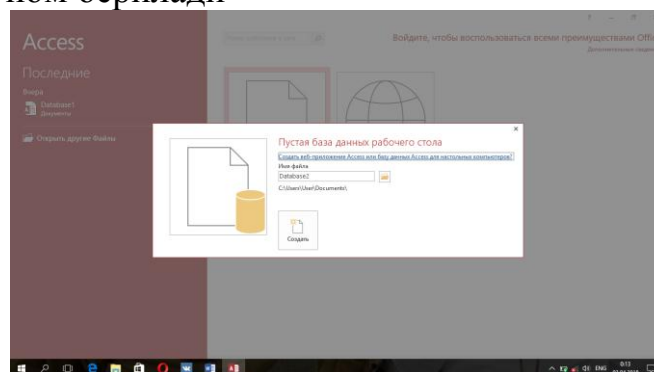 ном берилади
Access
Войдите, чтобы воспользоваться всеми преимуществами Offi
Последние
Вчера
Database1
Документы
Открыть другие Файлы
Пустая база данных рабочего стола
Создать веб-приложение Access или базу данных Access для настольных компьютеров?
Имя файла
Database2
C:\Users\User\Documents\
Создать
ENG